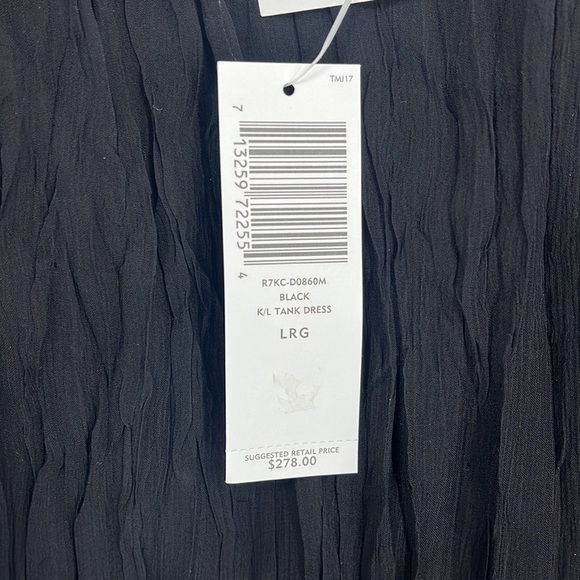 TMJ17
7 13259 72255 4
R7KC-D0860M
BLACK
K/L TANK DRESS
LRG
SUGGESTED RETAIL PRICE
$278.00